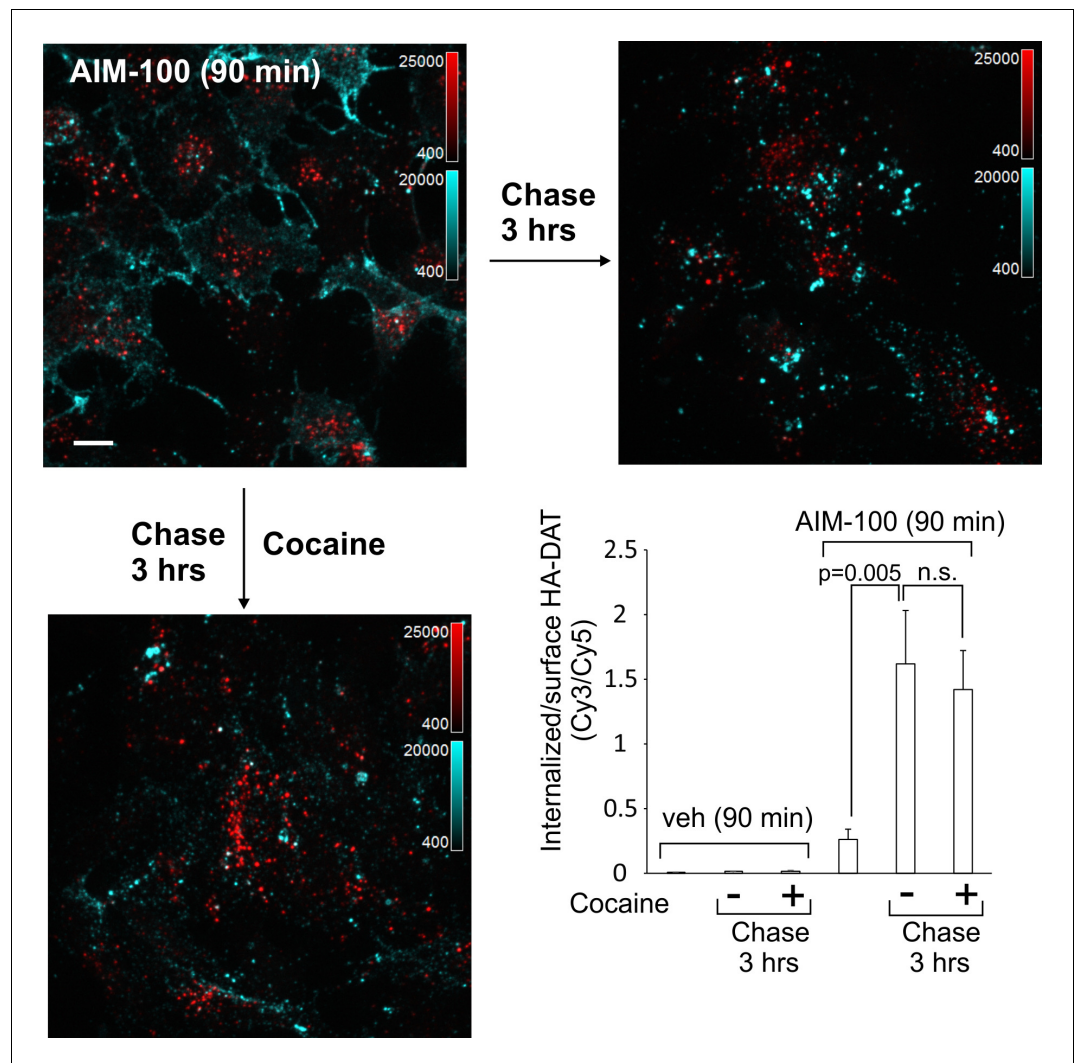 AIM-100 (90 min)
25000
400
20000
400
Chase
3 hrs
25000
400
20000
400
Chase
3 hrs
Cocaine
25000
400
20000
400
AIM-100 (90 min)
p=0.005
n.s.
Internalized/surface HA-DAT
(Cy3/Cy5)
2.5
2
1.5
1
0.5
0
veh (90 min)
Cocaine
- + - +
Chase
3 hrs
Chase
3 hrs